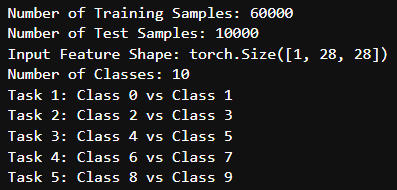 Number of Training Samples: 60000
Number of Test Samples: 10000
Input Feature Shape: torch.Size([1, 28, 28])
Number of Classes: 10
Task 1: Class 0 vs Class 1
Task 2: Class 2 vs Class 3
Task 3: Class 4 vs Class 5
Task 4: Class 6 vs Class 7
Task 5: Class 8 vs Class 9